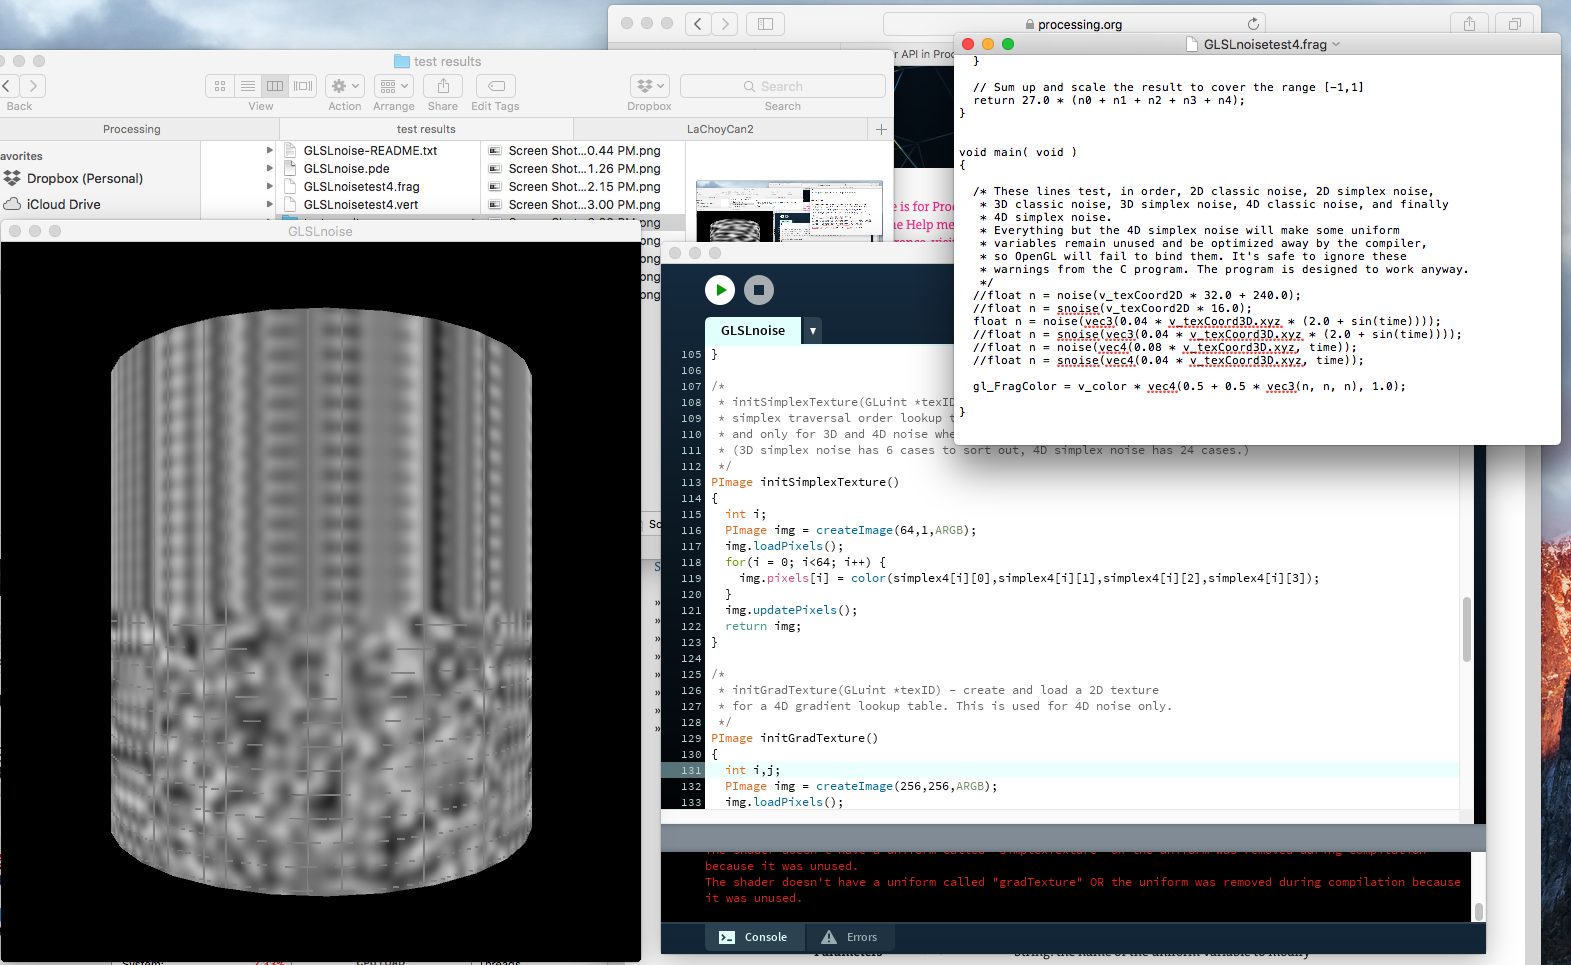 processing.org
r API in Proc
test results
Back
View
Action
Arrange
Share
Edit Tags
Dropbox
Search
Search
Processing
test results
LaChoyCan2
avorites
Dropbox (Personal)
iCloud Drive
GLSLnoise-README.txt
GLSLnoise.pde
GLSLnoisetest4.frag
GLSLnoisetest4.vert
Screen Shot...0.44 PM.png
Screen Shot...1.26 PM.png
Screen Shot...2.15 PM.png
Screen Shot...3.00 PM.png
png
png
png
png
png
e is for Pro
he Help me
GLSLnoise
GLSLnoisetest4.frag
}
// Sum up and scale the result to cover the range [-1,1]
return 27.0 * (n0 + n1 + n2 + n3 + n4);
}
void main( void )
{
/* These lines test, in order, 2D classic noise, 2D simplex noise,
* 3D classic noise, 3D simplex noise, 4D classic noise, and finally
* 4D simplex noise.
* Everything but the 4D simplex noise will make some uniform
* variables remain unused and be optimized away by the compiler,
* so OpenGL will fail to bind them. It's safe to ignore these
* warnings from the C program. The program is designed to work anyway.
*/
//float n = noise(v_texCoord2D * 32.0 + 240.0);
//float n = snoise(v_texCoord2D * 16.0);
float n = noise(vec3(0.04 * v_texCoord3D.xyz * (2.0 + sin(time))));
//float n = snoise(vec3(0.04 * v_texCoord3D.xyz * (2.0 + sin(time))));
//float n = noise(vec4(0.08 * v_texCoord3D.xyz, time));
//float n = snoise(vec4(0.04 * v_texCoord3D.xyz, time));
gl_FragColor = v_color * vec4(0.5 + 0.5 * vec3(n, n, n), 1.0);
}
GLSLnoise
105 }
106
107 /*
108 * initSimplexTexture(GLuint *texID
109 * simplex traversal order lookup t
110 * and only for 3D and 4D noise whe
111 * (3D simplex noise has 6 cases to sort out, 4D simplex noise has 24 cases.)
112 */
113 PImage initSimplexTexture()
114 {
115 int i;
116 PImage img = createImage(64,1,ARGB);
117 img.loadPixels();
118 for(i = 0; i<64; i++) {
119 img.pixels[i] = color(simplex4[i][0],simplex4[i][1],simplex4[i][2],simplex4[i][3]);
120 }
121 img.updatePixels();
122 return img;
123 }
124
125 /*
126 * initGradTexture(GLuint *texID) - create and load a 2D texture
127 * for a 4D gradient lookup table. This is used for 4D noise only.
128 */
129 PImage initGradTexture()
130 {
131 int i,j;
132 PImage img = createImage(256,256,ARGB);
133 img.loadPixels();
because it was unused.
The shader doesn't have a uniform called "gradTexture" OR the uniform was removed during compilation because
it was unused.
Console
Errors